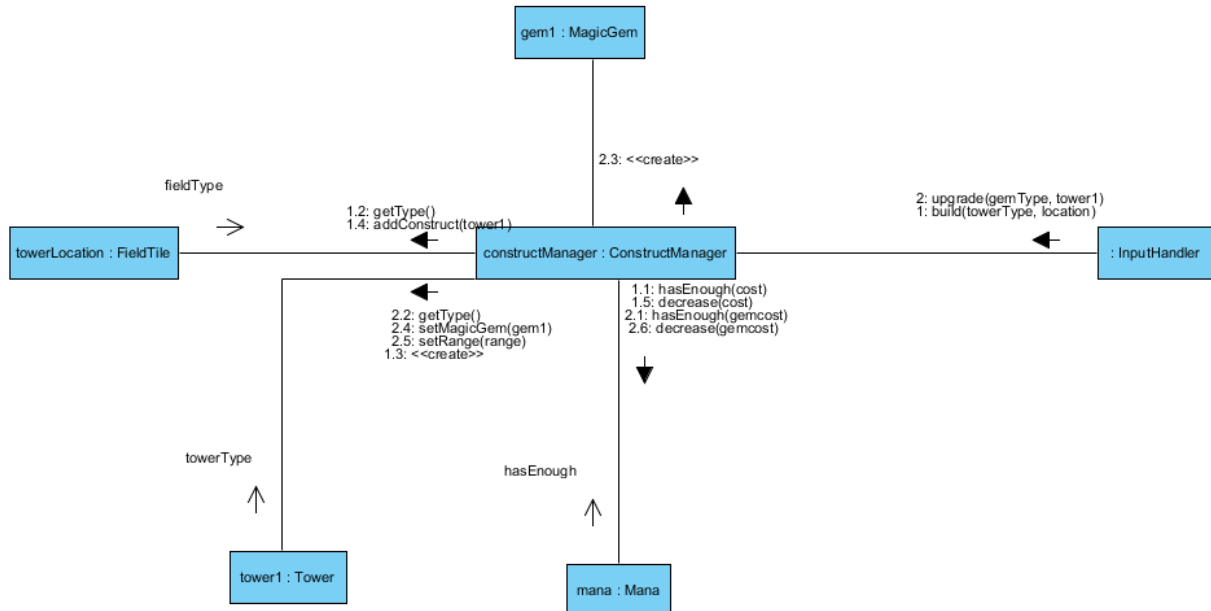 gem1 : MagicGem
2.3: <<create>>
fieldType
1.2: getType()
1.4: addConstruct(tower1)
2: upgrade(gemType, tower1)
1: build(towerType, location)
towerLocation : FieldTile
constructManager : ConstructManager
: InputHandler
2.2: getType()
2.4: setMagicGem(gem1)
2.5: setRange(range)
1.3: <<create>>
1.1: hasEnough(cost)
1.5: decrease(cost)
2.1: hasEnough(gemcost)
2.6: decrease(gemcost)
towerType
hasEnough
tower1 : Tower
mana : Mana